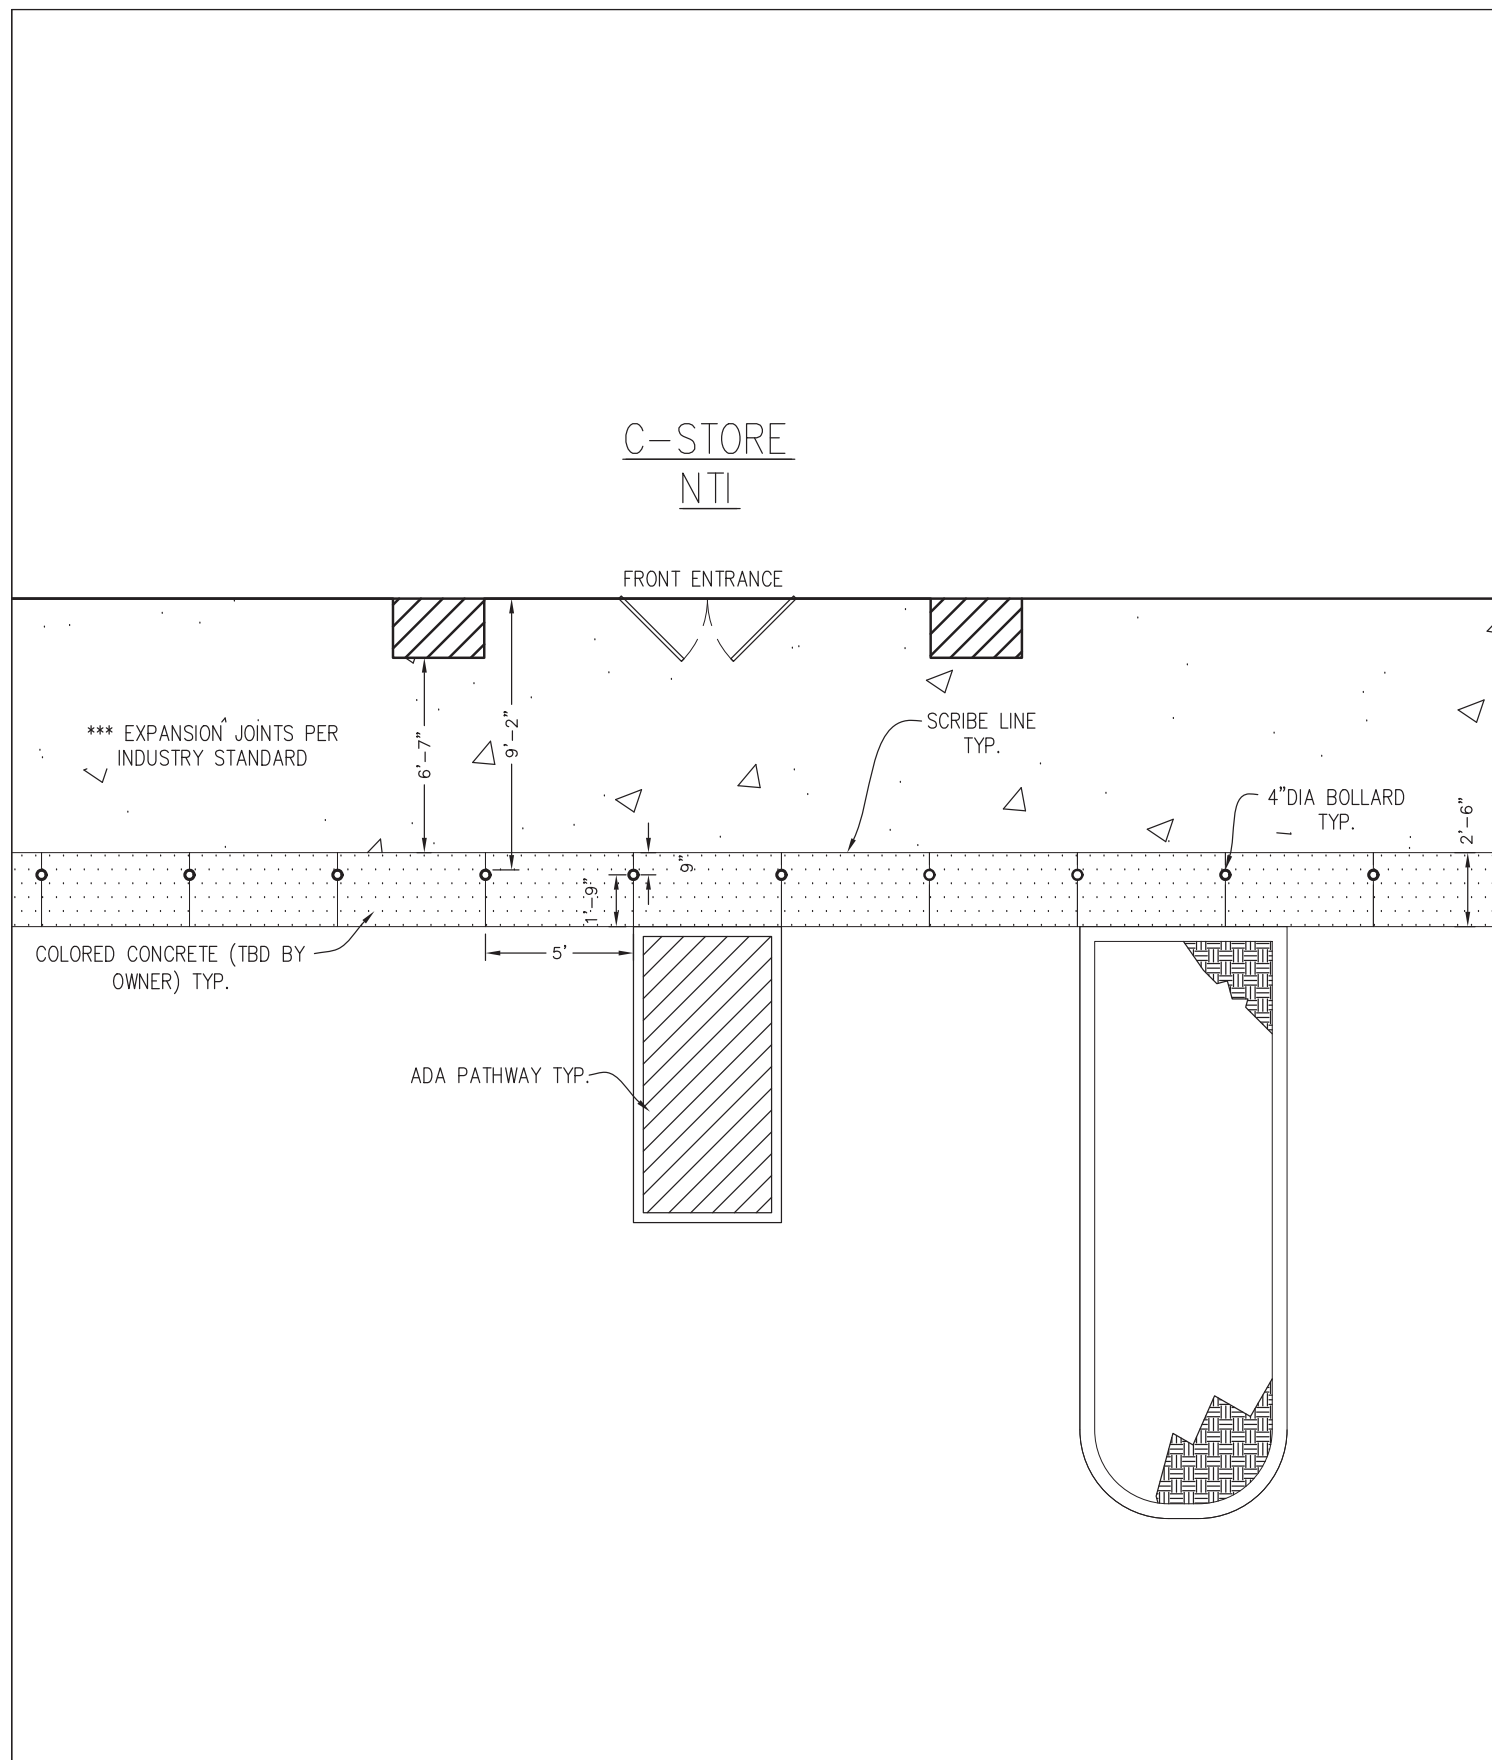 C-STORE
NTI
FRONT ENTRANCE
*** EXPANSION JOINTS PER
INDUSTRY STANDARD
6'-7"
9'-2"
SCRIBE LINE
TYP.
4"DIA BOLLARD
TYP.
2'-6"
9"
1'-9"
COLORED CONCRETE (TBD BY
OWNER) TYP.
5'
ADA PATHWAY TYP.